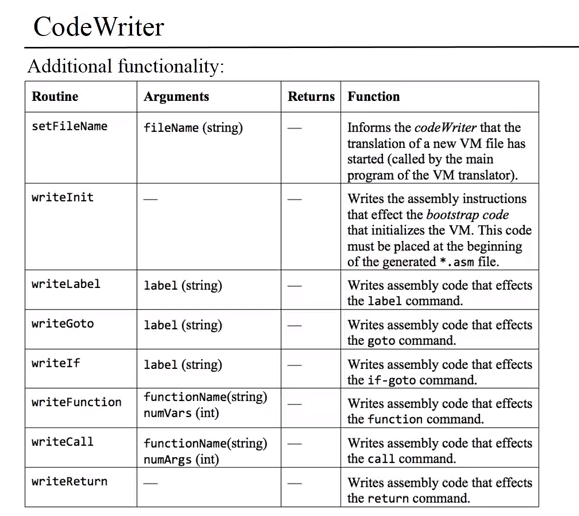 CodeWriter
Additional functionality:
Routine Arguments Returns Function
setFileName fileName (string) — Informs the codeWriter that the
translation of a new VM file has
started (called by the main
program of the VM translator).
writeInit — — Writes the assembly instructions
that effect the bootstrap code
that initializes the VM. This code
must be placed at the beginning
of the generated *.asm file.
writeLabel label (string) — Writes assembly code that effects
the label command.
writeGoto label (string) — Writes assembly code that effects
the goto command.
writeIf label (string) — Writes assembly code that effects
the if-goto command.
writeFunction functionName(string) — Writes assembly code that effects
numVars (int) the function command.
writeCall functionName(string) — Writes assembly code that effects
numArgs (int) the call command.
writeReturn — — Writes assembly code that effects
the return command.